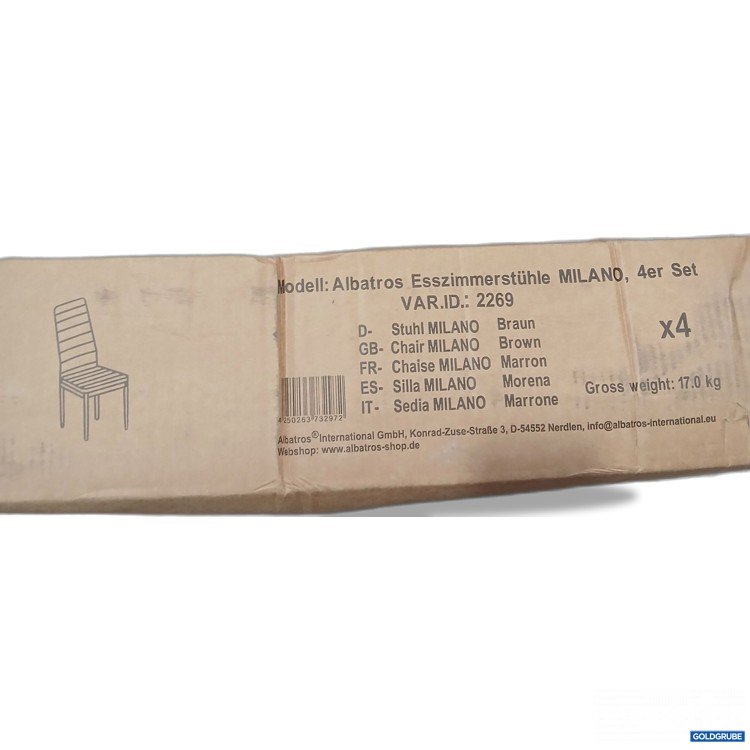 Modell: Albatros Esszimmerstühle MILANO, 4er Set
VAR.ID.: 2269
D- Stuhl MILANO Braun
GB- Chair MILANO Brown
FR- Chaise MILANO Marron
ES- Silla MILANO Morena
IT- Sedia MILANO Marrone
x4
Gross weight: 17.0 kg
4250263732972
Albatros® International GmbH, Konrad-Zuse-Straße 3, D-54552 Nerdlen, info@albatros-international.eu
Webshop: www.albatros-shop.de
GOLDGRUBE